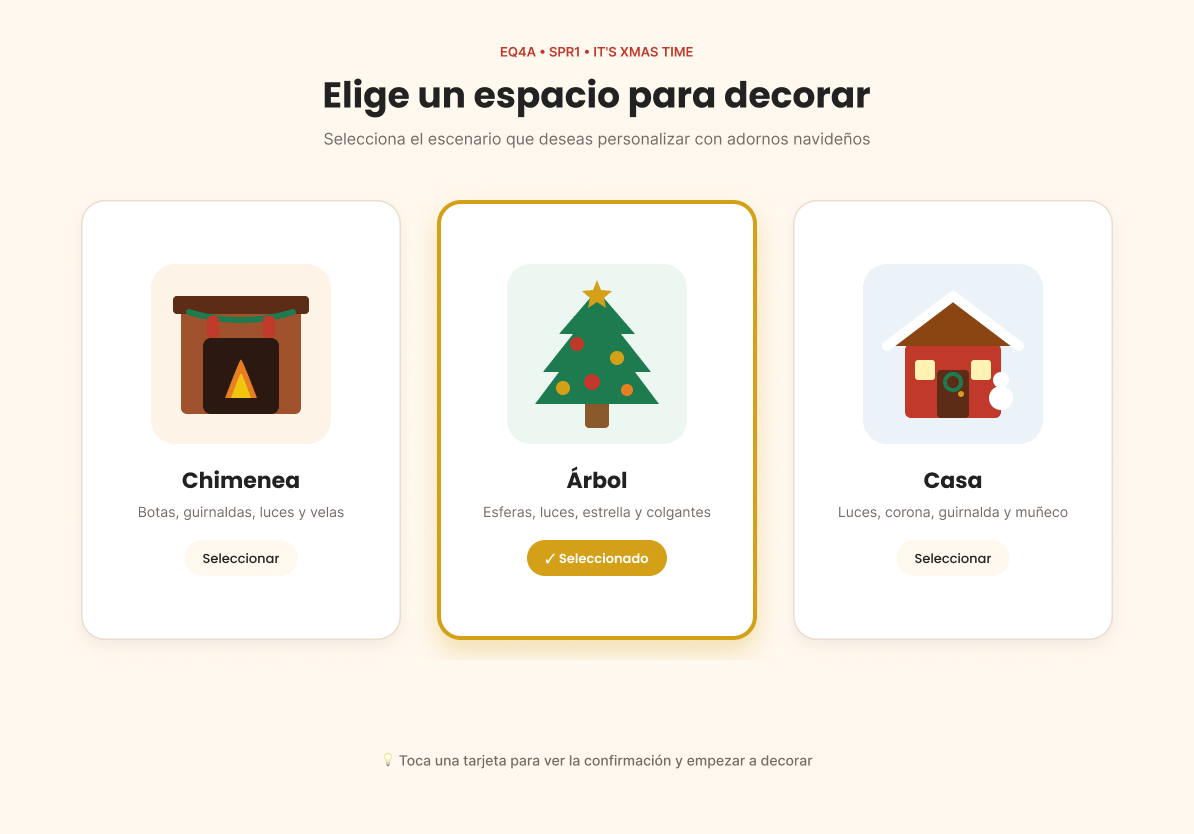 EQ4A • SPR1 • IT'S XMAS TIME
Elige un espacio para decorar
Selecciona el escenario que deseas personalizar con adornos navideños
Chimenea
Botas, guirnaldas, luces y velas
Seleccionar
Árbol
Esferas, luces, estrella y colgantes
✓ Seleccionado
Casa
Luces, corona, guirnalda y muñeco
Seleccionar
💡 Toca una tarjeta para ver la confirmación y empezar a decorar